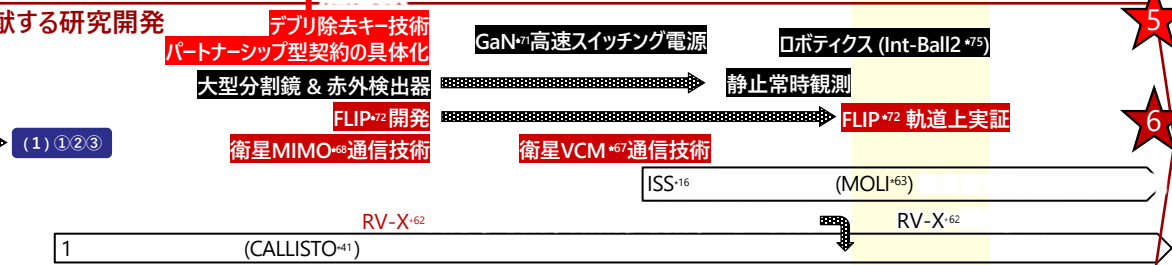 献する研究開発
デブリ除去キー技術
パートナーシップ型契約の具体化
GaN*71高速スイッチング電源
ロボティクス (Int-Ball2 *75)
5
大型分割鏡 & 赤外検出器
静止常時観測
FLIP*72 開発
FLIP*72 軌道上実証
6
(1)①②③
衛星MIMO*68通信技術
衛星VCM *67通信技術
ISS*16
(MOLI*63)
RV-X*62
RV-X*62
1
(CALLISTO*41)